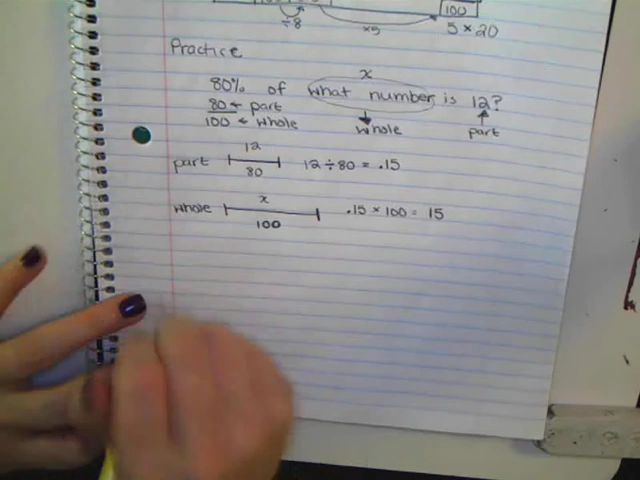 100
÷8
×5
5 × 20
Practice
x
80% of what number is 12?
80 ← part
100 ← whole
whole
part
12
part
80
12 ÷ 80 = .15
x
whole
100
.15 × 100 = 15